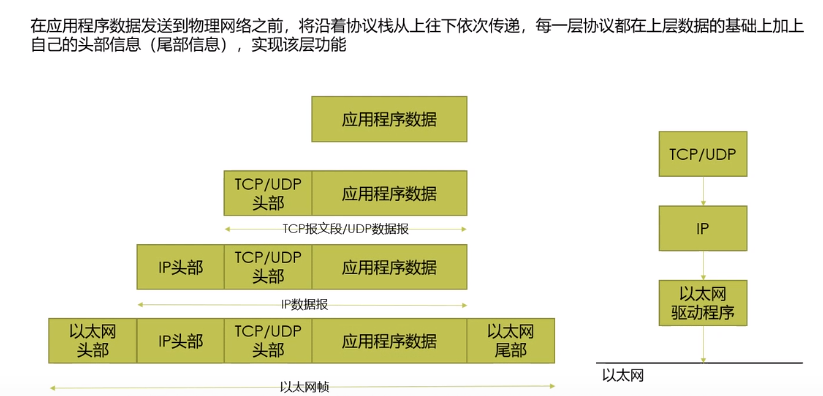 在应用程序数据发送到物理网络之前，将沿着协议栈从上往下依次传递，每一层协议都在上层数据的基础上加上
自己的头部信息（尾部信息），实现该层功能
应用程序数据
TCP/UDP
头部
应用程序数据
TCP报文段/UDP数据报
IP头部
TCP/UDP
头部
应用程序数据
IP数据报
以太网
头部
IP头部
TCP/UDP
头部
应用程序数据
以太网
尾部
以太网帧
TCP/UDP
IP
以太网
驱动程序
以太网